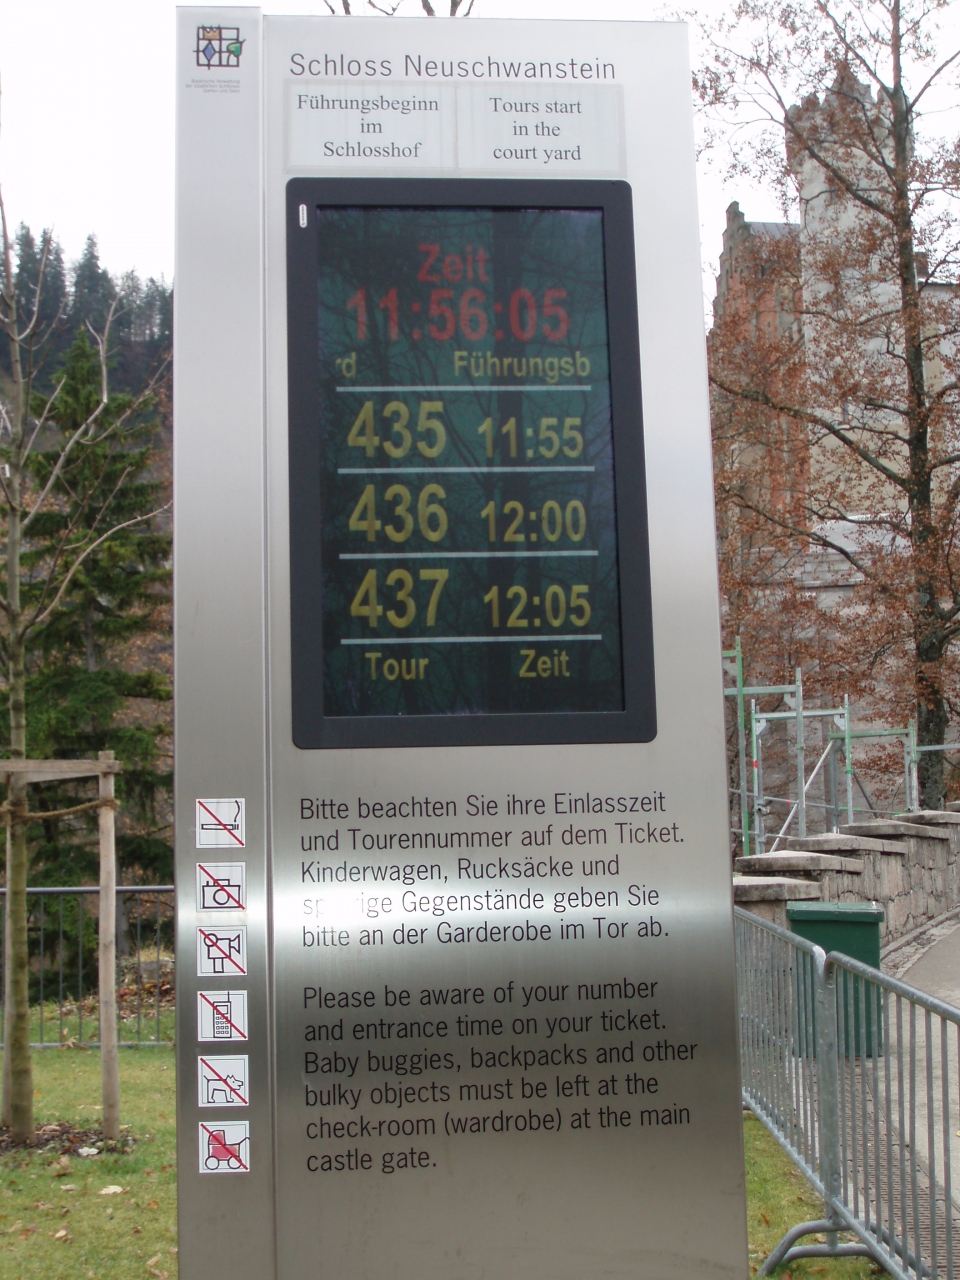 Schloss Neuschwanstein
Führungsbeginn
im
Schlosshof
Tours start
in the
court yard
Zeit
11:56:05
rd Führungsb
435 11:55
436 12:00
437 12:05
Tour Zeit
Bitte beachten Sie ihre Einlasszeit
und Tourennummer auf dem Ticket.
Kinderwagen, Rucksäcke und
Gegenstände geben Sie
bitte an der Garderobe im Tor ab.
Please be aware of your number
and entrance time on your ticket.
Baby buggies, backpacks and other
bulky objects must be left at the
check-room (wardrobe) at the main
castle gate.